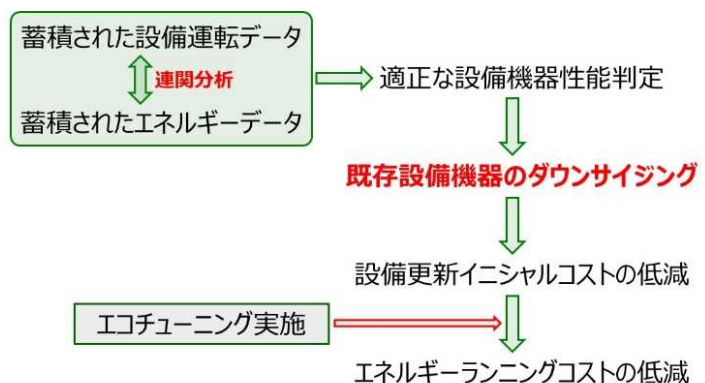 蓄積された設備運転データ
連関分析
蓄積されたエネルギーデータ
適正な設備機器性能判定
既存設備機器のダウンサイジング
設備更新イニシャルコストの低減
エコチューニング実施
エネルギーランニングコストの低減